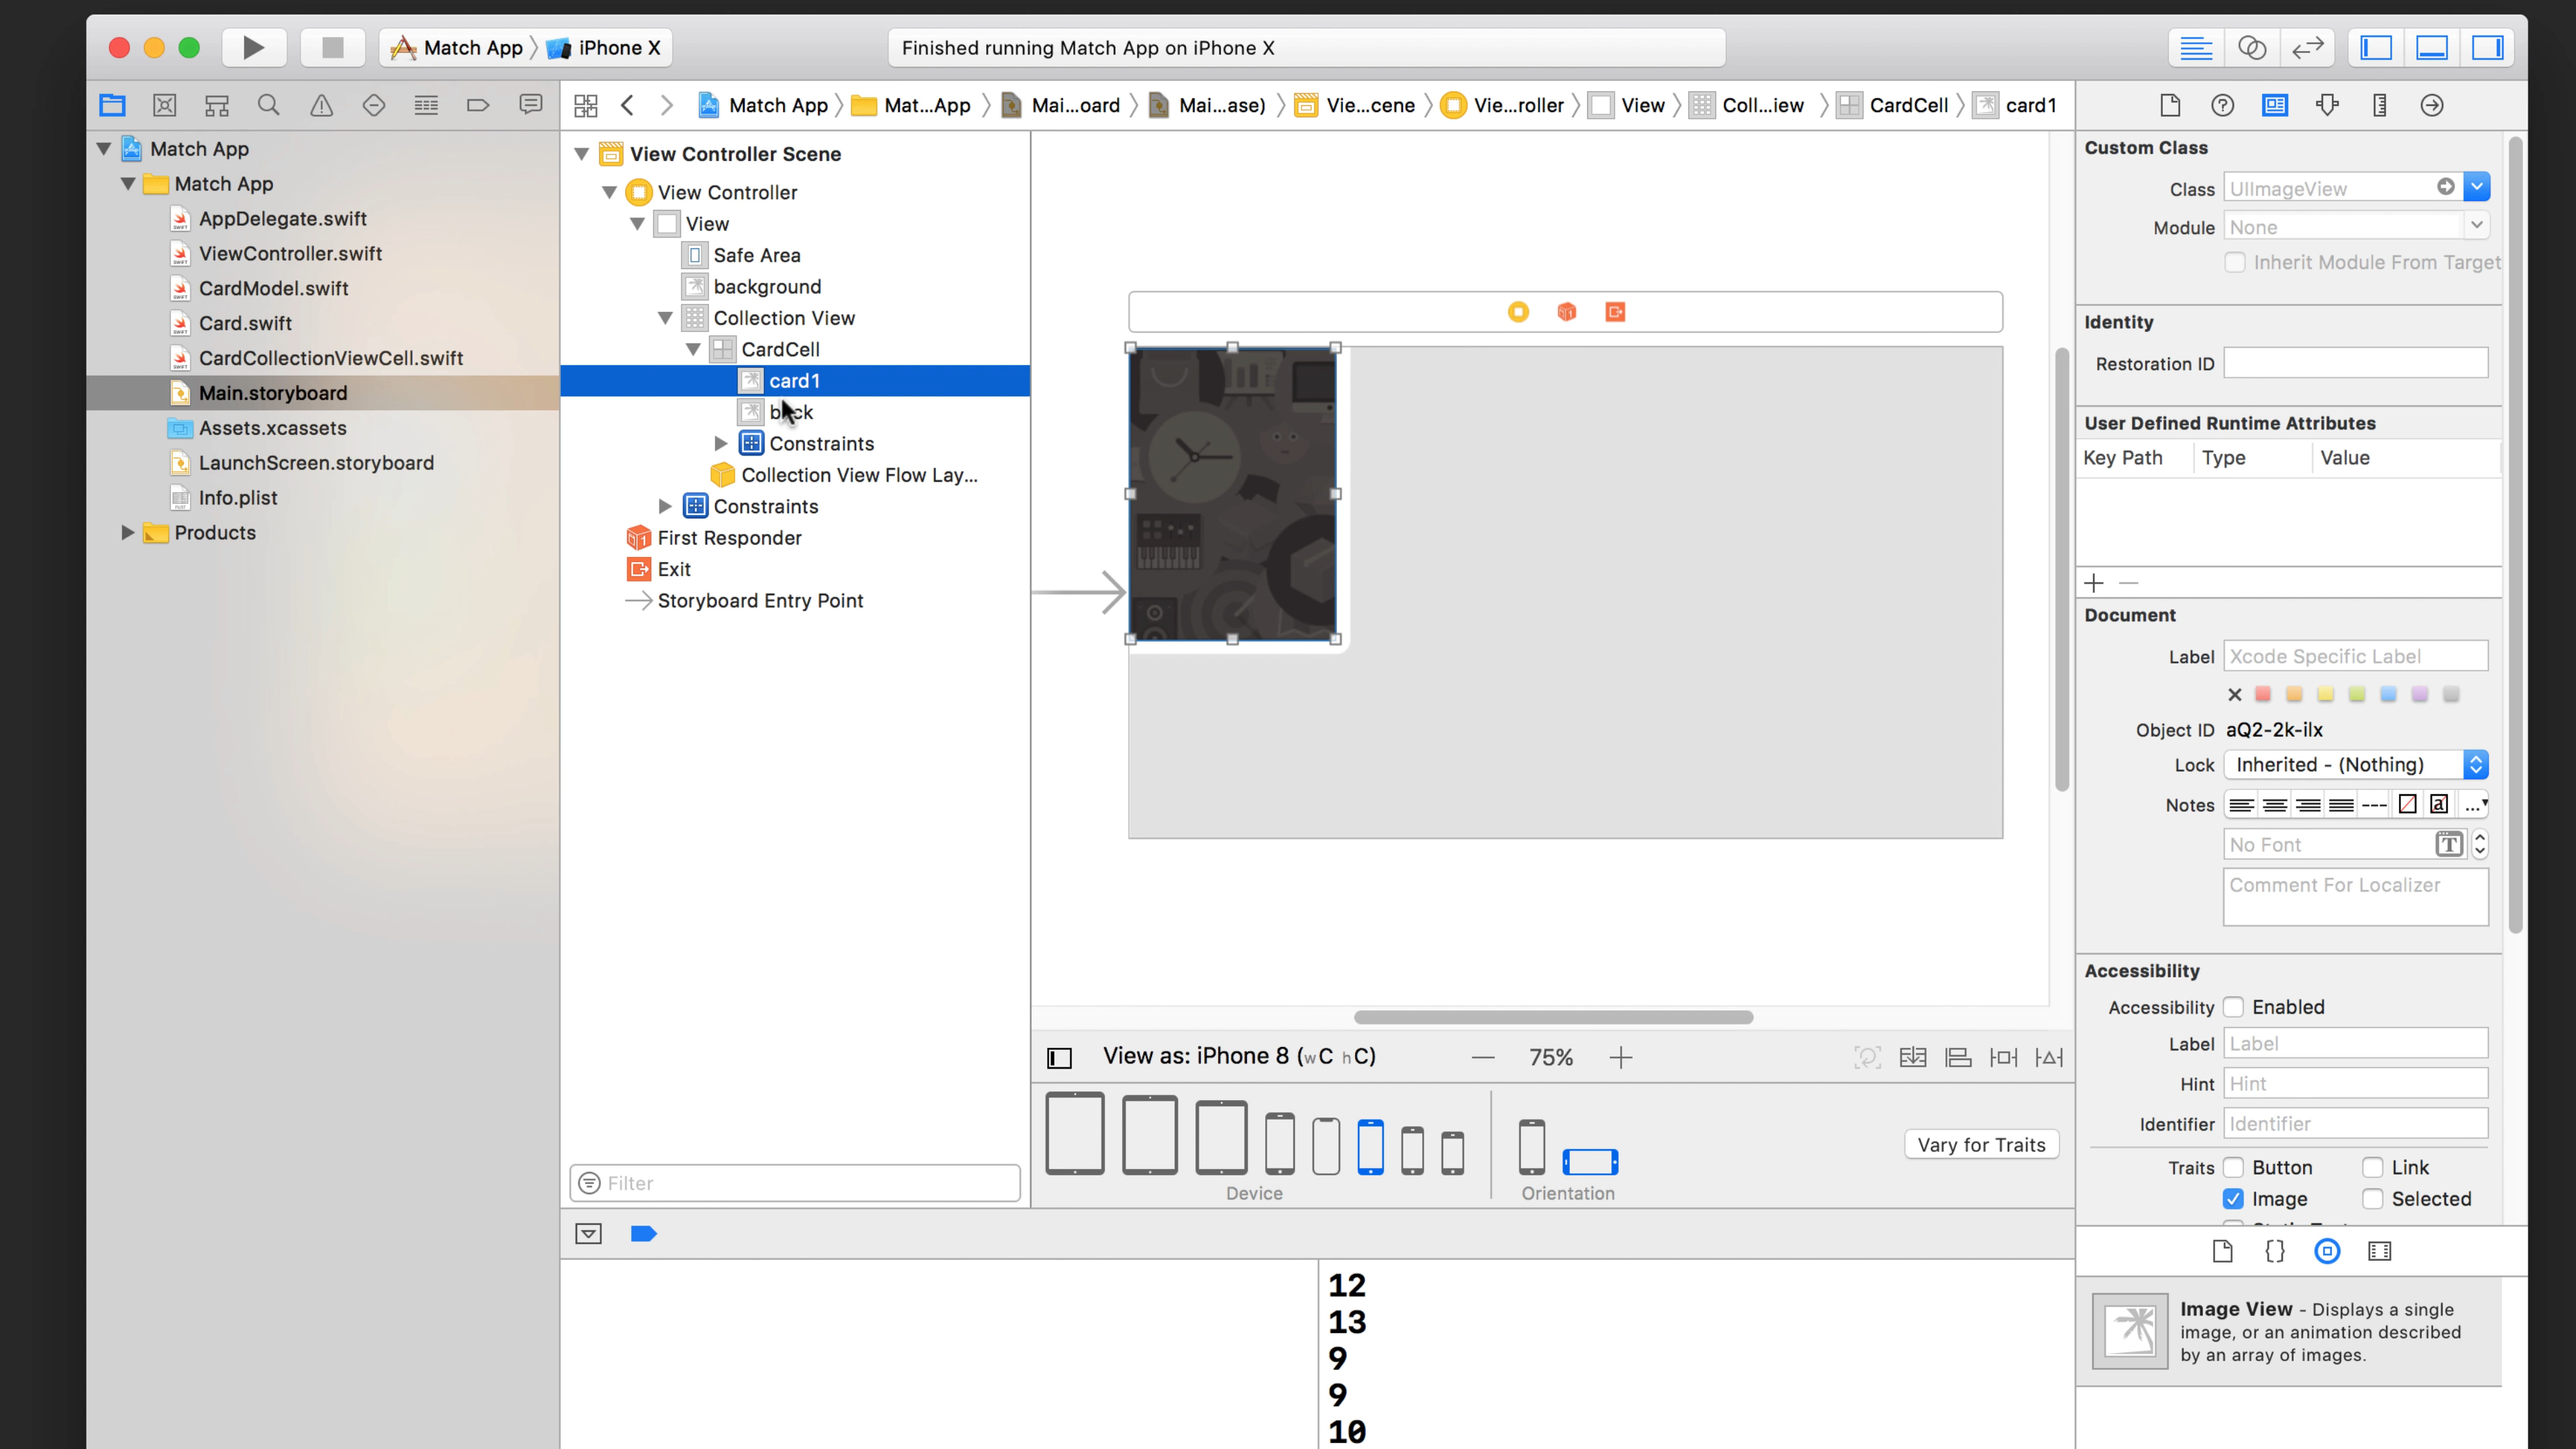 Match App iPhone X
Finished running Match App on iPhone X
Match App Mat...App Mai...oard Mai...ase) Vie...cene Vie...roller View Coll...iew CardCell card1
Match App
Match App
AppDelegate.swift
ViewController.swift
CardModel.swift
Card.swift
CardCollectionViewCell.swift
Main.storyboard
Assets.xcassets
LaunchScreen.storyboard
Info.plist
Products
View Controller Scene
View Controller
View
Safe Area
background
Collection View
CardCell
card1
back
Constraints
Collection View Flow Lay...
Constraints
First Responder
Exit
Storyboard Entry Point
Filter
View as: iPhone 8 (wC hC)
75%
Device
Orientation
Vary for Traits
12
13
9
9
10
Custom Class
Class UIImageView
Module None
Inherit Module From Target
Identity
Restoration ID
User Defined Runtime Attributes
Key Path Type Value
Document
Label Xcode Specific Label
Object ID aQ2-2k-ilx
Lock Inherited - (Nothing)
Notes
No Font
Comment For Localizer
Accessibility
Accessibility Enabled
Label Label
Hint Hint
Identifier Identifier
Traits Button Link
Image Selected
Image View - Displays a single
image, or an animation described
by an array of images.